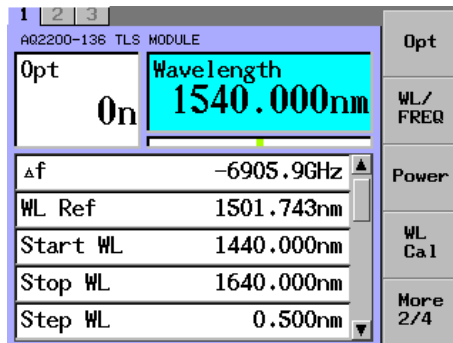 1 2 3
AQ2200-136 TLS MODULE
Opt
On
Wavelength
1540.000nm
▵f -6905.9GHz
WL Ref 1501.743nm
Start WL 1440.000nm
Stop WL 1640.000nm
Step WL 0.500nm
Opt
WL/
FREQ
Power
WL
Cal
More
2/4